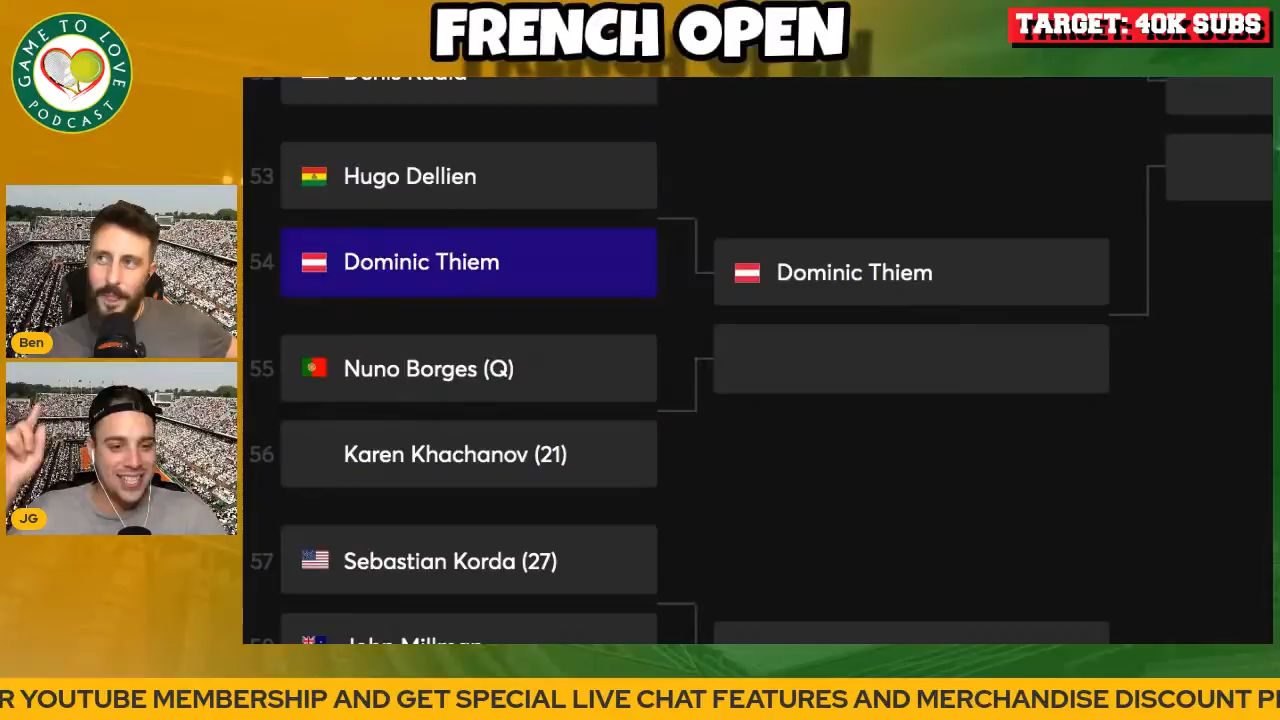 FRENCH OPEN
TARGET: 40K SUBS
GAME TO LOVE
PODCAST
53 Hugo Dellien
54 Dominic Thiem
Dominic Thiem
55 Nuno Borges (Q)
56 Karen Khachanov (21)
57 Sebastian Korda (27)
John Millman
Ben
JG
R YOUTUBE MEMBERSHIP AND GET SPECIAL LIVE CHAT FEATURES AND MERCHANDISE DISCOUNT P